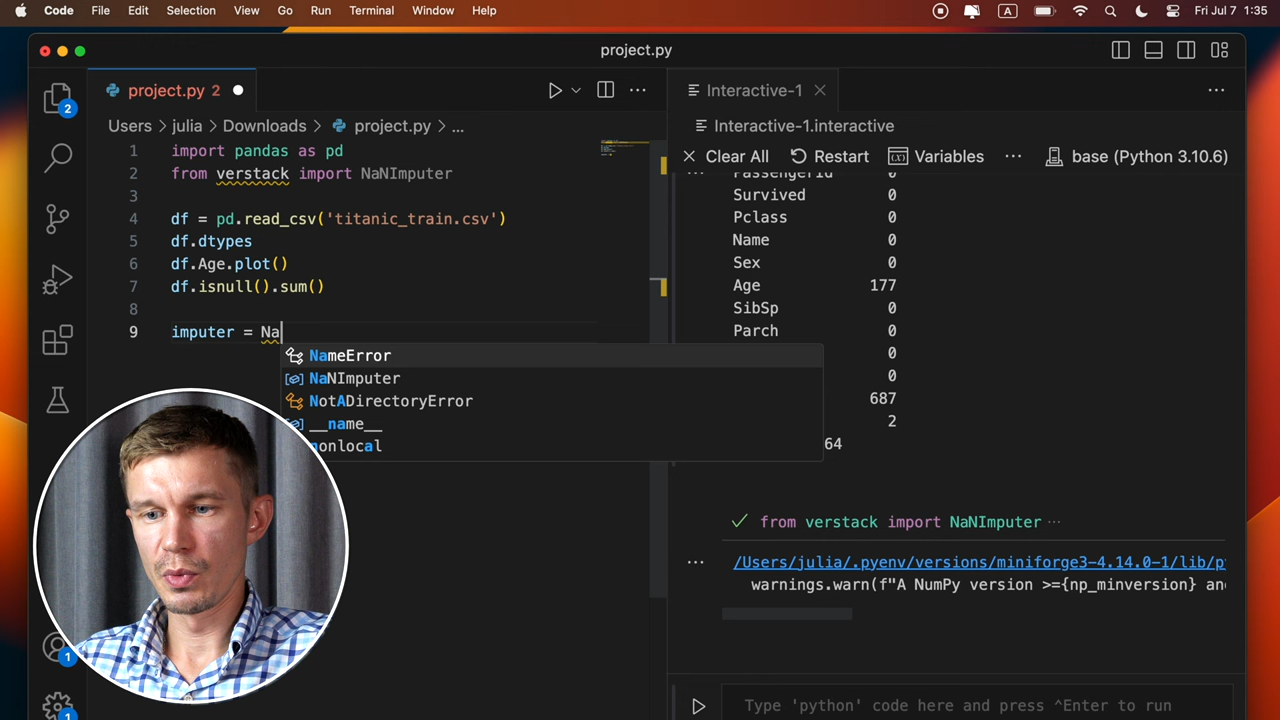 Code File Edit Selection View Go Run Terminal Window Help A Fri Jul 7 1:35
project.py
project.py 2
Interactive-1
Users > julia > Downloads > project.py > ...
Interactive-1.interactive
Clear All Restart Variables ... base (Python 3.10.6)
2
1 import pandas as pd
2 from verstack import NaNImputer
3
4 df = pd.read_csv('titanic_train.csv')
5 df.dtypes
6 df.Age.plot()
7 df.isnull().sum()
8
9 imputer = Na
NameError
NaNImputer
NotADirectoryError
__name__
nonlocal
PassengerId 0
Survived 0
Pclass 0
Name 0
Sex 0
Age 177
SibSp 0
Parch 0
0
0
687
2
64
from verstack import NaNImputer ...
/Users/julia/.pyenv/versions/miniforge3-4.14.0-1/lib/p
warnings.warn(f"A NumPy version >={np_minversion} and
Type 'python' code here and press ^Enter to run
1
1